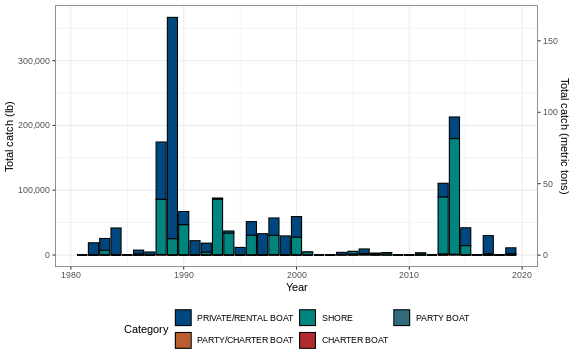 Total catch (lb)
300,000
200,000
100,000
0
150
100
50
0
Total catch (metric tons)
1980
1990
2000
2010
2020
Year
Category
PRIVATE/RENTAL BOAT
SHORE
PARTY BOAT
PARTY/CHARTER BOAT
CHARTER BOAT